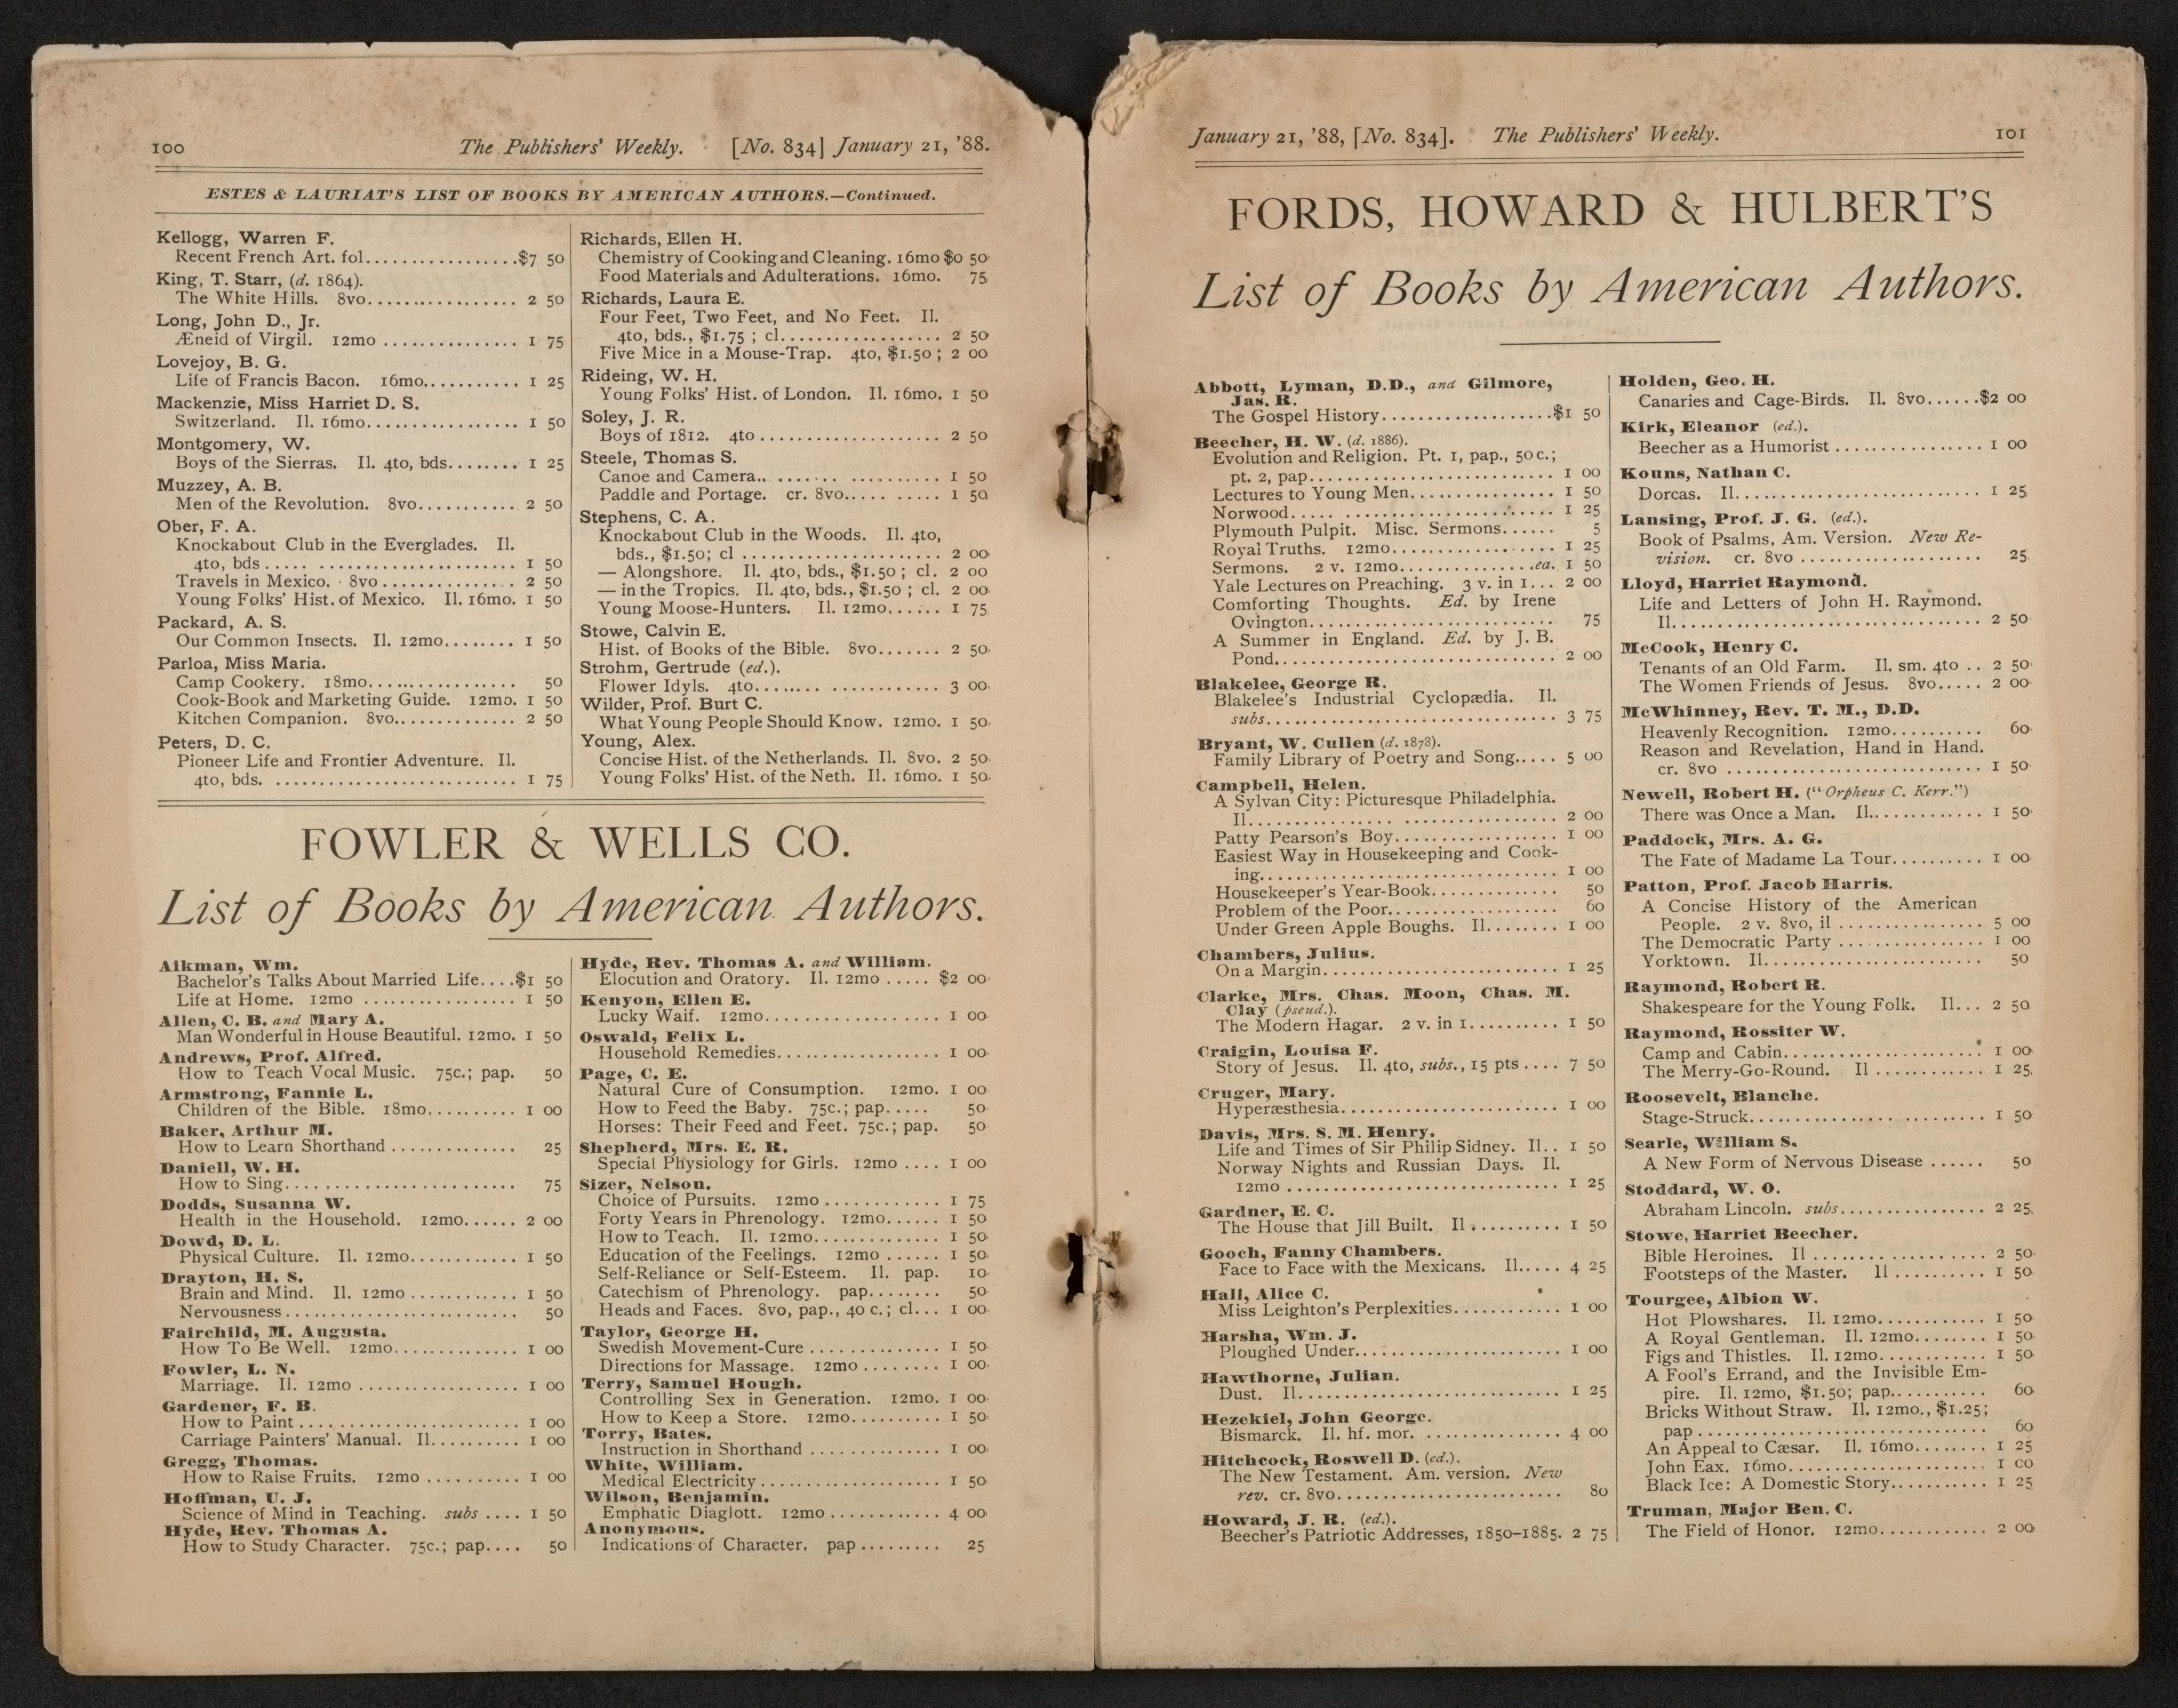 100 The Publishers' Weekly. [No. 834] January 21, '88.
ESTES & LAURIAT'S LIST OF BOOKS BY AMERICAN AUTHORS.—Continued.
Kellogg, Warren F.
Recent French Art. fol.................$7 50
King, T. Starr, (d. 1864).
The White Hills. 8vo................. 2 50
Long, John D., Jr.
Æneid of Virgil. 12mo ............... 1 75
Lovejoy, B. G.
Life of Francis Bacon. 16mo........... 1 25
Mackenzie, Miss Harriet D. S.
Switzerland. Il. 16mo................. 1 50
Montgomery, W.
Boys of the Sierras. Il. 4to, bds........ 1 25
Muzzey, A. B.
Men of the Revolution. 8vo........... 2 50
Ober, F. A.
Knockabout Club in the Everglades. Il.
4to, bds ..... ...................... 1 50
Travels in Mexico. 8vo .............. 2 50
Young Folks' Hist. of Mexico. Il. 16mo. 1 50
Packard, A. S.
Our Common Insects. Il. 12mo........ 1 50
Parloa, Miss Maria.
Camp Cookery. 18mo................ 50
Cook-Book and Marketing Guide. 12mo. 1 50
Kitchen Companion. 8vo............. 2 50
Peters, D. C.
Pioneer Life and Frontier Adventure. Il.
4to, bds. ........................... 1 75
Richards, Ellen H.
Chemistry of Cooking and Cleaning. 16mo $0 50
Food Materials and Adulterations. 16mo. 75
Richards, Laura E.
Four Feet, Two Feet, and No Feet. Il.
4to, bds., $1.75 ; cl.................. 2 50
Five Mice in a Mouse-Trap. 4to, $1.50 ; 2 00
Rideing, W. H.
Young Folks' Hist. of London. Il. 16mo. 1 50
Soley, J. R.
Boys of 1812. 4to .................... 2 50
Steele, Thomas S.
Canoe and Camera.. ....... .......... 1 50
Paddle and Portage. cr. 8vo..... ...... 1 50
Stephens, C. A.
Knockabout Club in the Woods. Il. 4to,
bds., $1.50; cl ...................... 2 00
— Alongshore. Il. 4to, bds., $1.50 ; cl. 2 00
— in the Tropics. Il. 4to, bds., $1.50 ; cl. 2 00
Young Moose-Hunters. Il. 12mo...... 1 75
Stowe, Calvin E.
Hist. of Books of the Bible. 8vo....... 2 50
Strohm, Gertrude (ed.).
Flower Idyls. 4to........ ............ 3 00
Wilder, Prof. Burt C.
What Young People Should Know. 12mo. 1 50
Young, Alex.
Concise Hist. of the Netherlands. Il. 8vo. 2 50
Young Folks' Hist. of the Neth. Il. 16mo. 1 50
FOWLER & WELLS CO.
List of Books by American Authors.
Aikman, Wm.
Bachelor's Talks About Married Life....$1 50
Life at Home. 12mo ................. 1 50
Allen, C. B. and Mary A.
Man Wonderful in House Beautiful. 12mo. 1 50
Andrews, Prof. Alfred.
How to Teach Vocal Music. 75c.; pap. 50
Armstrong, Fannie L.
Children of the Bible. 18mo.......... 1 00
Baker, Arthur M.
How to Learn Shorthand .............. 25
Daniell, W. H.
How to Sing......................... 75
Dodds, Susanna W.
Health in the Household. 12mo...... 2 00
Dowd, D. L.
Physical Culture. Il. 12mo............ 1 50
Drayton, H. S.
Brain and Mind. Il. 12mo ............ 1 50
Nervousness......................... 50
Fairchild, M. Augusta.
How To Be Well. 12mo.............. 1 00
Fowler, L. N.
Marriage. Il. 12mo .................. 1 00
Gardener, F. B.
How to Paint ........................ 1 00
Carriage Painters' Manual. Il.......... 1 00
Gregg, Thomas.
How to Raise Fruits. 12mo .......... 1 00
Hoffman, U. J.
Science of Mind in Teaching. subs .... 1 50
Hyde, Rev. Thomas A.
How to Study Character. 75c.; pap.... 50
Hyde, Rev. Thomas A. and William.
Elocution and Oratory. Il. 12mo ..... $2 00
Kenyon, Ellen E.
Lucky Waif. 12mo................... 1 00
Oswald, Felix L.
Household Remedies.................. 1 00
Page, C. E.
Natural Cure of Consumption. 12mo. 1 00
How to Feed the Baby. 75c.; pap..... 50
Horses: Their Feed and Feet. 75c.; pap. 50
Shepherd, Mrs. E. R.
Special Physiology for Girls. 12mo .... 1 00
Sizer, Nelson.
Choice of Pursuits. 12mo ............ 1 75
Forty Years in Phrenology. 12mo...... 1 50
How to Teach. Il. 12mo.............. 1 50
Education of the Feelings. 12mo ...... 1 50
Self-Reliance or Self-Esteem. Il. pap. 10
Catechism of Phrenology. pap........ 50
Heads and Faces. 8vo, pap., 40 c.; cl... 1 00
Taylor, George H.
Swedish Movement-Cure .............. 1 50
Directions for Massage. 12mo ........ 1 00
Terry, Samuel Hough.
Controlling Sex in Generation. 12mo. 1 00
How to Keep a Store. 12mo.......... 1 50
Torry, Bates.
Instruction in Shorthand .............. 1 00
White, William.
Medical Electricity .................... 1 50
Wilson, Benjamin.
Emphatic Diaglott. 12mo ............ 4 00
Anonymous.
Indications of Character. pap ......... 25
January 21, '88, [No. 834]. The Publishers' Weekly. 101
FORDS, HOWARD & HULBERT'S
List of Books by American Authors.
Abbott, Lyman, D.D., and Gilmore,
Jas. R.
The Gospel History...................$1 50
Beecher, H. W. (d. 1886).
Evolution and Religion. Pt. 1, pap., 50 c.;
pt. 2, pap........................... 1 00
Lectures to Young Men................ 1 50
Norwood..... ....................... 1 25
Plymouth Pulpit. Misc. Sermons...... 5
Royal Truths. 12mo.................. 1 25
Sermons. 2 v. 12mo...............ea. 1 50
Yale Lectures on Preaching. 3 v. in 1... 2 00
Comforting Thoughts. Ed. by Irene
Ovington........................... 75
A Summer in England. Ed. by J. B.
Pond............................... 2 00
Blakelee, George R.
Blakelee's Industrial Cyclopædia. Il.
subs................................ 3 75
Bryant, W. Cullen (d. 1878).
Family Library of Poetry and Song..... 5 00
Campbell, Helen.
A Sylvan City: Picturesque Philadelphia.
Il................ ................. 2 00
Patty Pearson's Boy.................. 1 00
Easiest Way in Housekeeping and Cook-
ing................................. 1 00
Housekeeper's Year-Book.............. 50
Problem of the Poor................... 60
Under Green Apple Boughs. Il........ 1 00
Chambers, Julius.
On a Margin.......................... 1 25
Clarke, Mrs. Chas. Moon, Chas. M.
Clay (pseud.).
The Modern Hagar. 2 v. in 1.......... 1 50
Craigin, Louisa F.
Story of Jesus. Il. 4to, subs., 15 pts .... 7 50
Cruger, Mary.
Hyperæsthesia........................ 1 00
Davis, Mrs. S. M. Henry.
Life and Times of Sir Philip Sidney. Il.. 1 50
Norway Nights and Russian Days. Il.
12mo .............................. 1 25
Gardner, E. C.
The House that Jill Built. Il .......... 1 50
Gooch, Fanny Chambers.
Face to Face with the Mexicans. Il..... 4 25
Hall, Alice C.
Miss Leighton's Perplexities............ 1 00
Harsha, Wm. J.
Ploughed Under....................... 1 00
Hawthorne, Julian.
Dust. Il............................. 1 25
Hezekiel, John George.
Bismarck. Il. hf. mor. ............... 4 00
Hitchcock, Roswell D. (ed.).
The New Testament. Am. version. New
rev. cr. 8vo......................... 80
Howard, J. R. (ed.).
Beecher's Patriotic Addresses, 1850–1885. 2 75
Holden, Geo. H.
Canaries and Cage-Birds. Il. 8vo......$2 00
Kirk, Eleanor (ed.).
Beecher as a Humorist ................ 1 00
Kouns, Nathan C.
Dorcas. Il........................... 1 25
Lansing, Prof. J. G. (ed.).
Book of Psalms, Am. Version. New Re-
vision. cr. 8vo ..................... 25
Lloyd, Harriet Raymond.
Life and Letters of John H. Raymond.
Il.................................. 2 50
McCook, Henry C.
Tenants of an Old Farm. Il. sm. 4to .. 2 50
The Women Friends of Jesus. 8vo..... 2 00
McWhinney, Rev. T. M., D.D.
Heavenly Recognition. 12mo.......... 60
Reason and Revelation, Hand in Hand.
cr. 8vo ............................ 1 50
Newell, Robert H. ("Orpheus C. Kerr.")
There was Once a Man. Il............ 1 50
Paddock, Mrs. A. G.
The Fate of Madame La Tour.......... 1 00
Patton, Prof. Jacob Harris.
A Concise History of the American
People. 2 v. 8vo, il ................ 5 00
The Democratic Party ................ 1 00
Yorktown. Il........................ 50
Raymond, Robert R.
Shakespeare for the Young Folk. Il... 2 50
Raymond, Rossiter W.
Camp and Cabin...................... 1 00
The Merry-Go-Round. Il ............ 1 25
Roosevelt, Blanche.
Stage-Struck.......................... 1 50
Searle, William S.
A New Form of Nervous Disease ...... 50
Stoddard, W. O.
Abraham Lincoln. subs............... 2 25
Stowe, Harriet Beecher.
Bible Heroines. Il ................... 2 50
Footsteps of the Master. Il .......... 1 50
Tourgee, Albion W.
Hot Plowshares. Il. 12mo............ 1 50
A Royal Gentleman. Il. 12mo........ 1 50
Figs and Thistles. Il. 12mo............ 1 50
A Fool's Errand, and the Invisible Em-
pire. Il. 12mo, $1.50; pap.......... 60
Bricks Without Straw. Il. 12mo., $1.25;
pap ................................ 60
An Appeal to Cæsar. Il. 16mo........ 1 25
John Eax. 16mo...................... 1 00
Black Ice: A Domestic Story........... 1 25
Truman, Major Ben. C.
The Field of Honor. 12mo............ 2 00